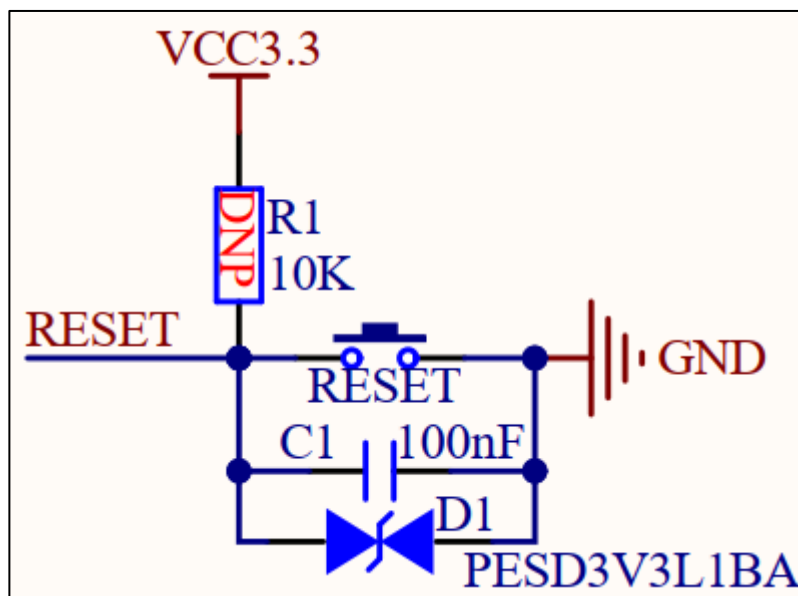 VCC3.3
DNP
R1
10K
RESET
RESET
GND
C1
100nF
D1
PESD3V3L1BA